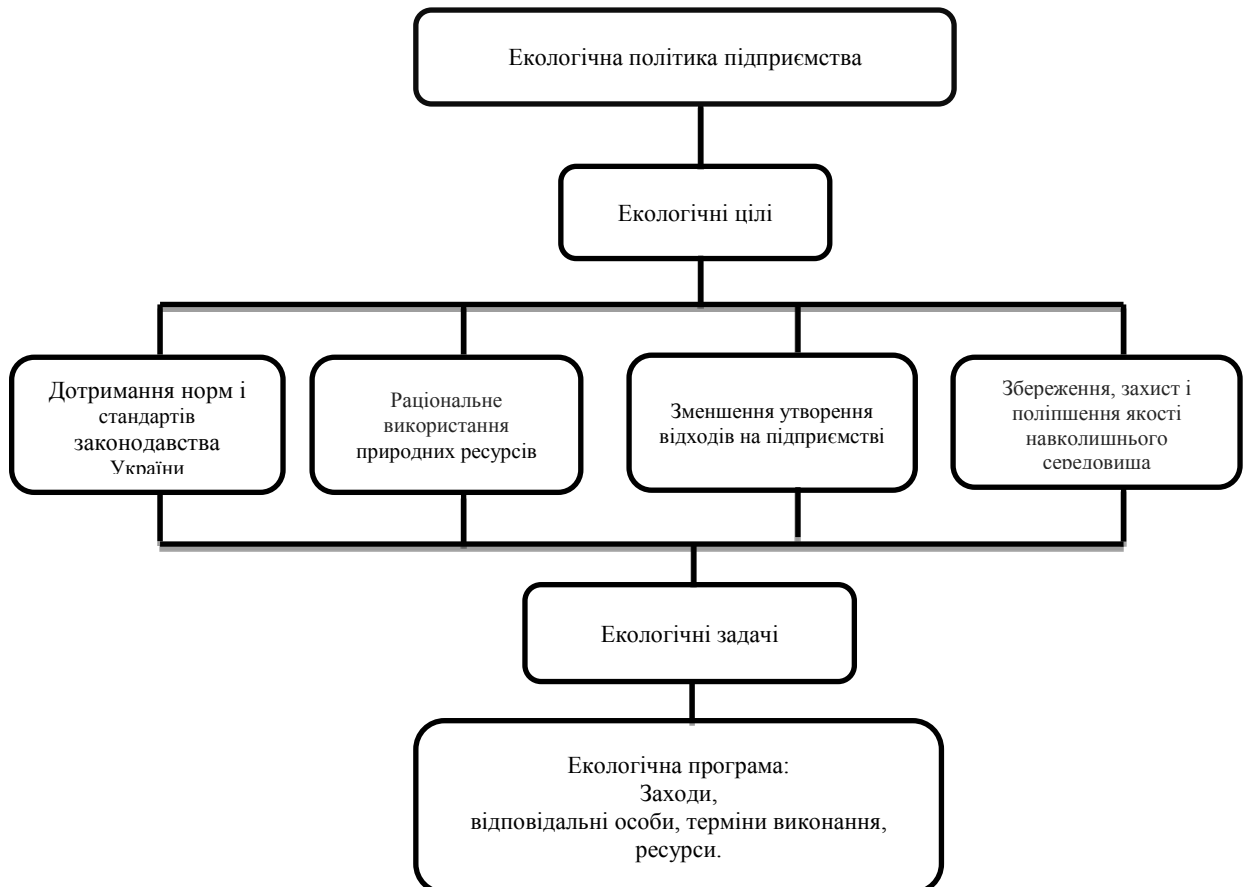 Екологічна політика підприємства
Екологічні цілі
Дотримання норм і
стандартів
законодавства
України
Раціональне
використання
природних ресурсів
Зменшення утворення
відходів на підприємстві
Збереження, захист і
поліпшення якості
навколишнього
середовища
Екологічні задачі
Екологічна програма:
Заходи,
відповідальні особи, терміни виконання,
ресурси.